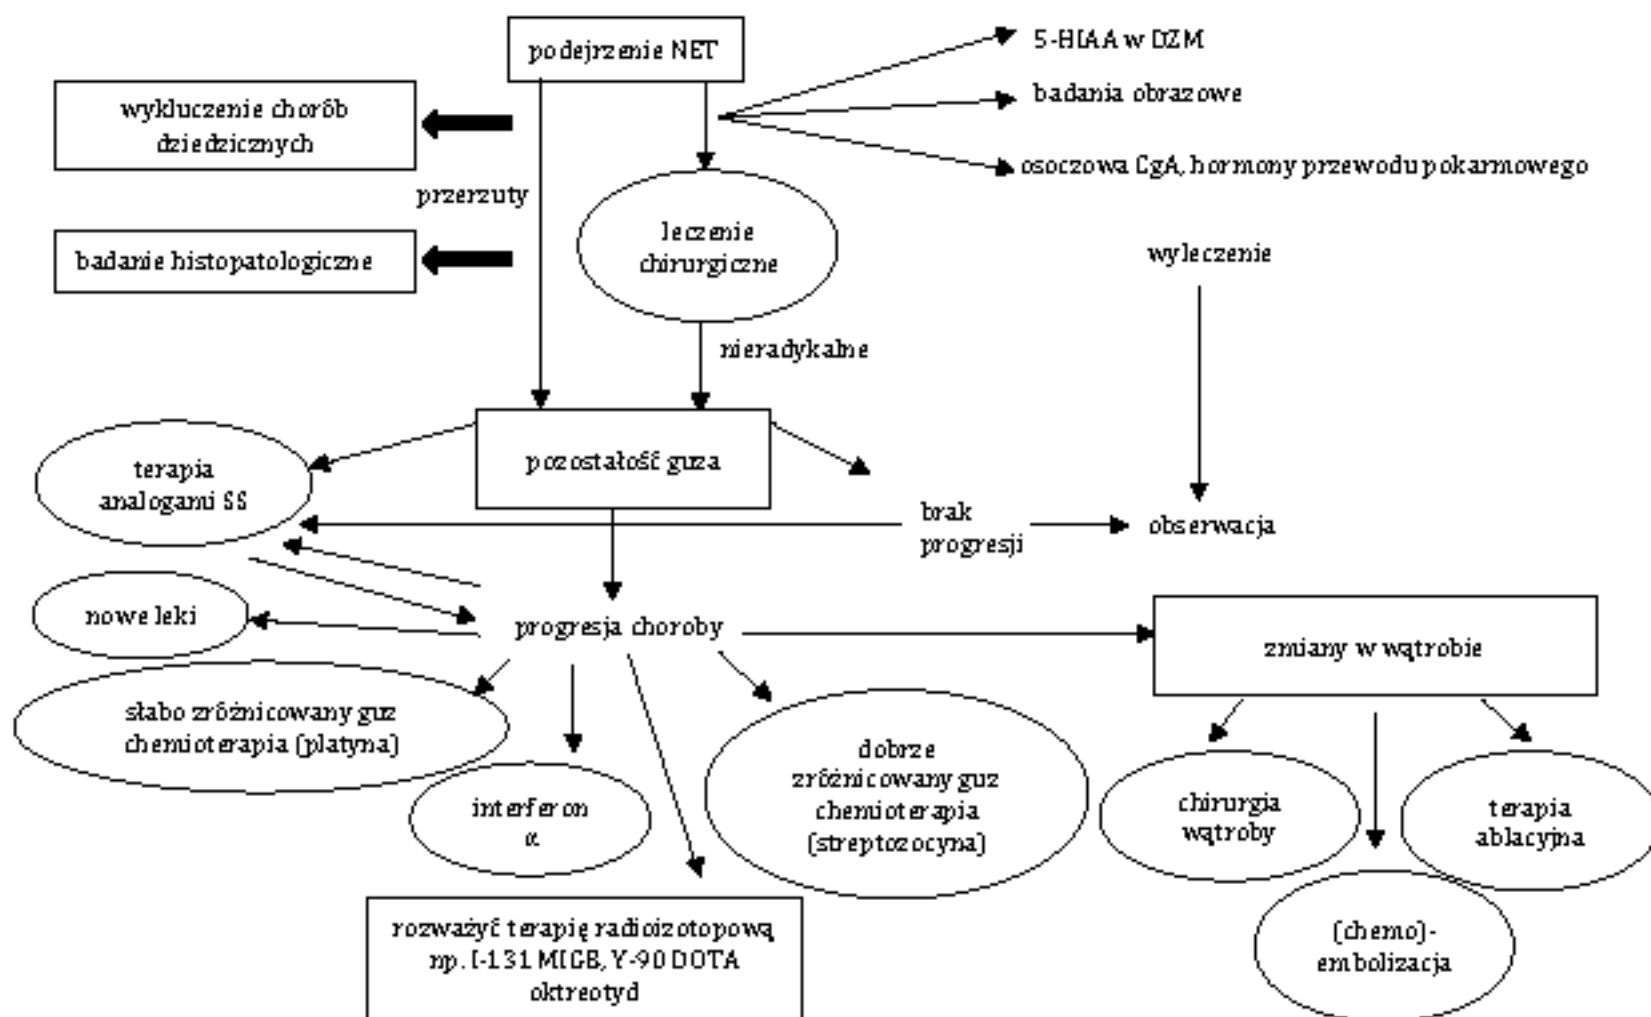 podejrzenie NET
5-HIAA w DZM
badania obrazowe
osoczowa CgA, hormony przewodu pokarmowego
wykluczenie chorób
dziedzicznych
przerzuty
badanie histopatologiczne
leczenie
chirurgiczne
wyleczenie
nieradykalne
pozostałość guza
terapia
analogami SS
brak
progresji
obserwacja
nowe leki
progresja choroby
zmiany w wątrobie
słabo zróżnicowany guz
chemioterapia (platyna)
interferon
α
dobrze
zróżnicowany guz
chemioterapia
(streptozocyna)
chirurgia
wątroby
terapia
ablacyjna
(chemo)-
embolizacja
rozważyć terapię radioizotopową
np. I-131 MIGB, Y-90 DOTA
oktreotyd